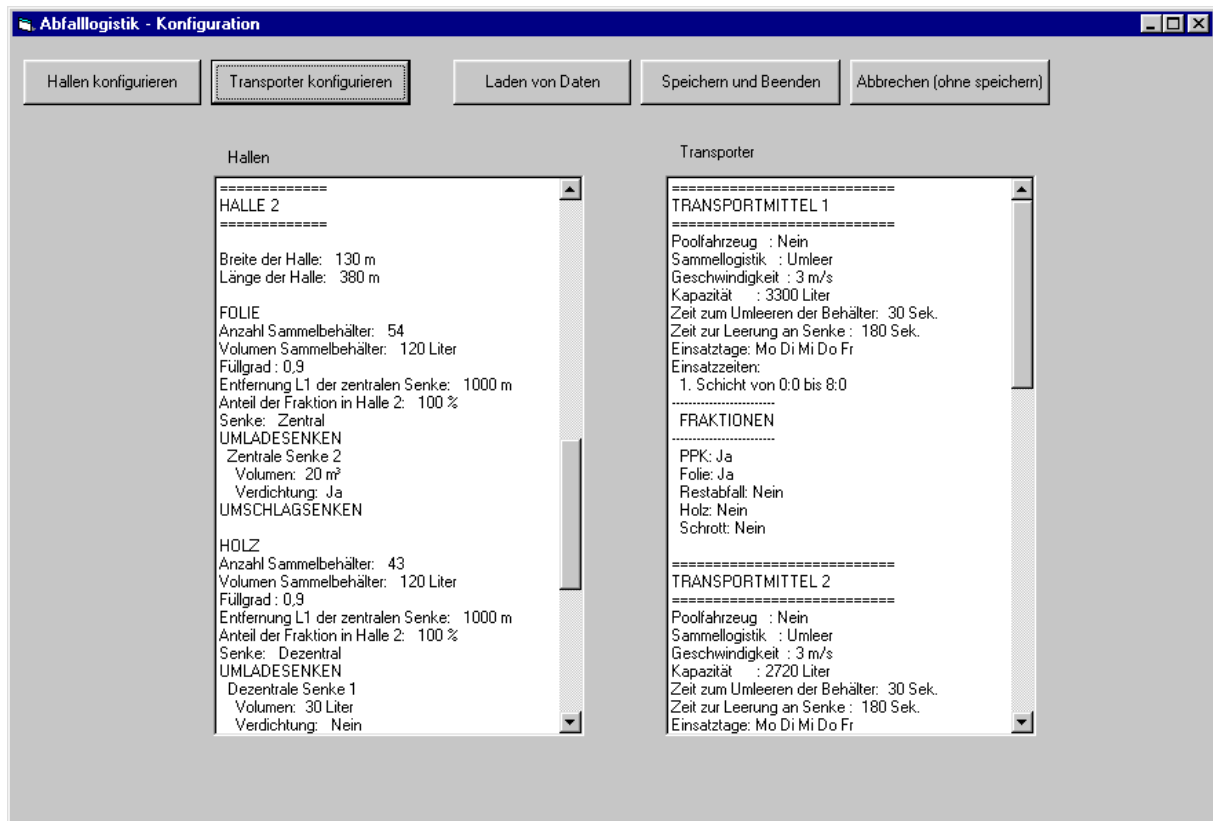 Abfalllogistik - Konfiguration
Hallen konfigurieren
Transporter konfigurieren
Laden von Daten
Speichern und Beenden
Abbrechen (ohne speichern)
Hallen
=============
HALLE 2
=============
Breite der Halle: 130 m
Länge der Halle: 380 m
FOLIE
Anzahl Sammelbehälter: 54
Volumen Sammelbehälter: 120 Liter
Füllgrad : 0,9
Entfernung L1 der zentralen Senke: 1000 m
Anteil der Fraktion in Halle 2: 100 %
Senke: Zentral
UMLADESENKEN
Zentrale Senke 2
Volumen: 20 m³
Verdichtung: Ja
UMSCHLAGSENKEN
HOLZ
Anzahl Sammelbehälter: 43
Volumen Sammelbehälter: 120 Liter
Füllgrad : 0,9
Entfernung L1 der zentralen Senke: 1000 m
Anteil der Fraktion in Halle 2: 100 %
Senke: Dezentral
UMLADESENKEN
Dezentrale Senke 1
Volumen: 30 Liter
Verdichtung: Nein
Transporter
===========================
TRANSPORTMITTEL 1
===========================
Poolfahrzeug : Nein
Sammellogistik : Umleer
Geschwindigkeit : 3 m/s
Kapazität : 3300 Liter
Zeit zum Umleeren der Behälter: 30 Sek.
Zeit zur Leerung an Senke : 180 Sek.
Einsatztage: Mo Di Mi Do Fr
Einsatzzeiten:
1. Schicht von 0:0 bis 8:0
-------------------------
FRAKTIONEN
-------------------------
PPK: Ja
Folie: Ja
Restabfall: Nein
Holz: Nein
Schrott: Nein
===========================
TRANSPORTMITTEL 2
===========================
Poolfahrzeug : Nein
Sammellogistik : Umleer
Geschwindigkeit : 3 m/s
Kapazität : 2720 Liter
Zeit zum Umleeren der Behälter: 30 Sek.
Zeit zur Leerung an Senke : 180 Sek.
Einsatztage: Mo Di Mi Do Fr